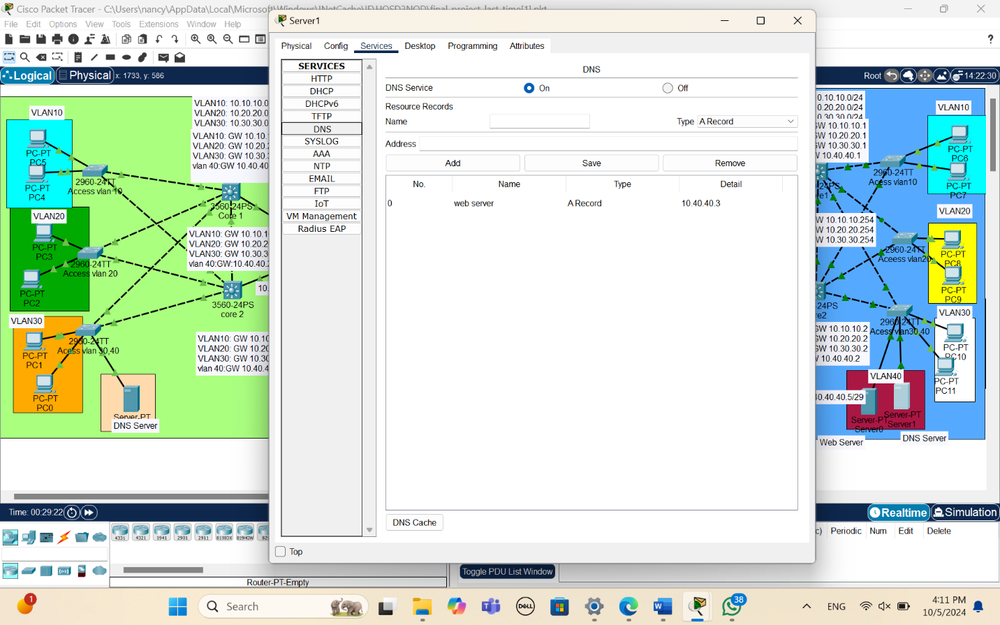 Cisco Packet Tracer - C:\Users\nancy\AppData\Local\Microsoft\Windows\INetCache\IE\HQSD2NOD\final_project_last_time[1].pkt
File Edit Options View Tools Extensions Window Help
Logical
Physical
x: 1733, y: 586
Root
14:22:30
Server1
Physical Config Services Desktop Programming Attributes
SERVICES
HTTP
DHCP
DHCPv6
TFTP
DNS
SYSLOG
AAA
NTP
EMAIL
FTP
IoT
VM Management
Radius EAP
DNS
DNS Service
On
Off
Resource Records
Name
Type A Record
Address
Add
Save
Remove
No. Name Type Detail
0 web server A Record 10.40.40.3
DNS Cache
Top
VLAN10
PC-PT
PC5
PC-PT
PC4
2960-24TT
Access vlan 10
VLAN20
PC-PT
PC3
PC-PT
PC2
2960-24TT
Access vlan 20
VLAN30
PC-PT
PC1
PC-PT
PC0
2960-24TT
Acess vlan 30,40
Server-PT
DNS Server
VLAN10: 10.10.10.0
VLAN20: 10.20.20.0
VLAN30: 10.30.30.0
VLAN10: GW 10.10.
VLAN20: GW 10.20.
VLAN30: GW 10.30.
vlan 40:GW 10.40.40
3560-24PS
Core 1
VLAN10: GW 10.10.1
VLAN20: GW 10.20.2
VLAN30: GW 10.30.3
vlan 40:GW:10.40.40.
10.
3560-24PS
core 2
VLAN10: GW 10.10
VLAN20: GW 10.20
VLAN30: GW 10.30
vlan 40:GW 10.40.4
0.10.10.0/24
0.20.20.0/24
0.30.30.0/24
GW 10.10.10.1
GW 10.20.20.1
GW 10.30.30.1
10.40.40.1
24PS
re1
W 10.10.10.254
W 10.20.20.254
W 10.30.30.254
-24PS
re2
GW 10.10.10.2
GW 10.20.20.2
GW 10.30.30.2
10.40.40.2
VLAN10
PC-PT
PC6
PC-PT
PC7
2960-24TT
Acess vlan10
VLAN20
PC-PT
PC8
PC-PT
PC9
2960-24TT
Aceess vlan20
VLAN30
PC-PT
PC10
PC-PT
PC11
2960-24TT
Acess vlan30,40
VLAN40
10.40.40.5/29
Server-PT
Server0
Server-PT
Server1
Web Server
DNS Server
Time: 00:29:22
Realtime
Simulation
4331 4321 1941 2901 2911 819IOX 819HGW 829
Router-PT-Empty
Toggle PDU List Window
c) Periodic Num Edit Delete
1
Search
DELL
38
ENG
4:11 PM
10/5/2024